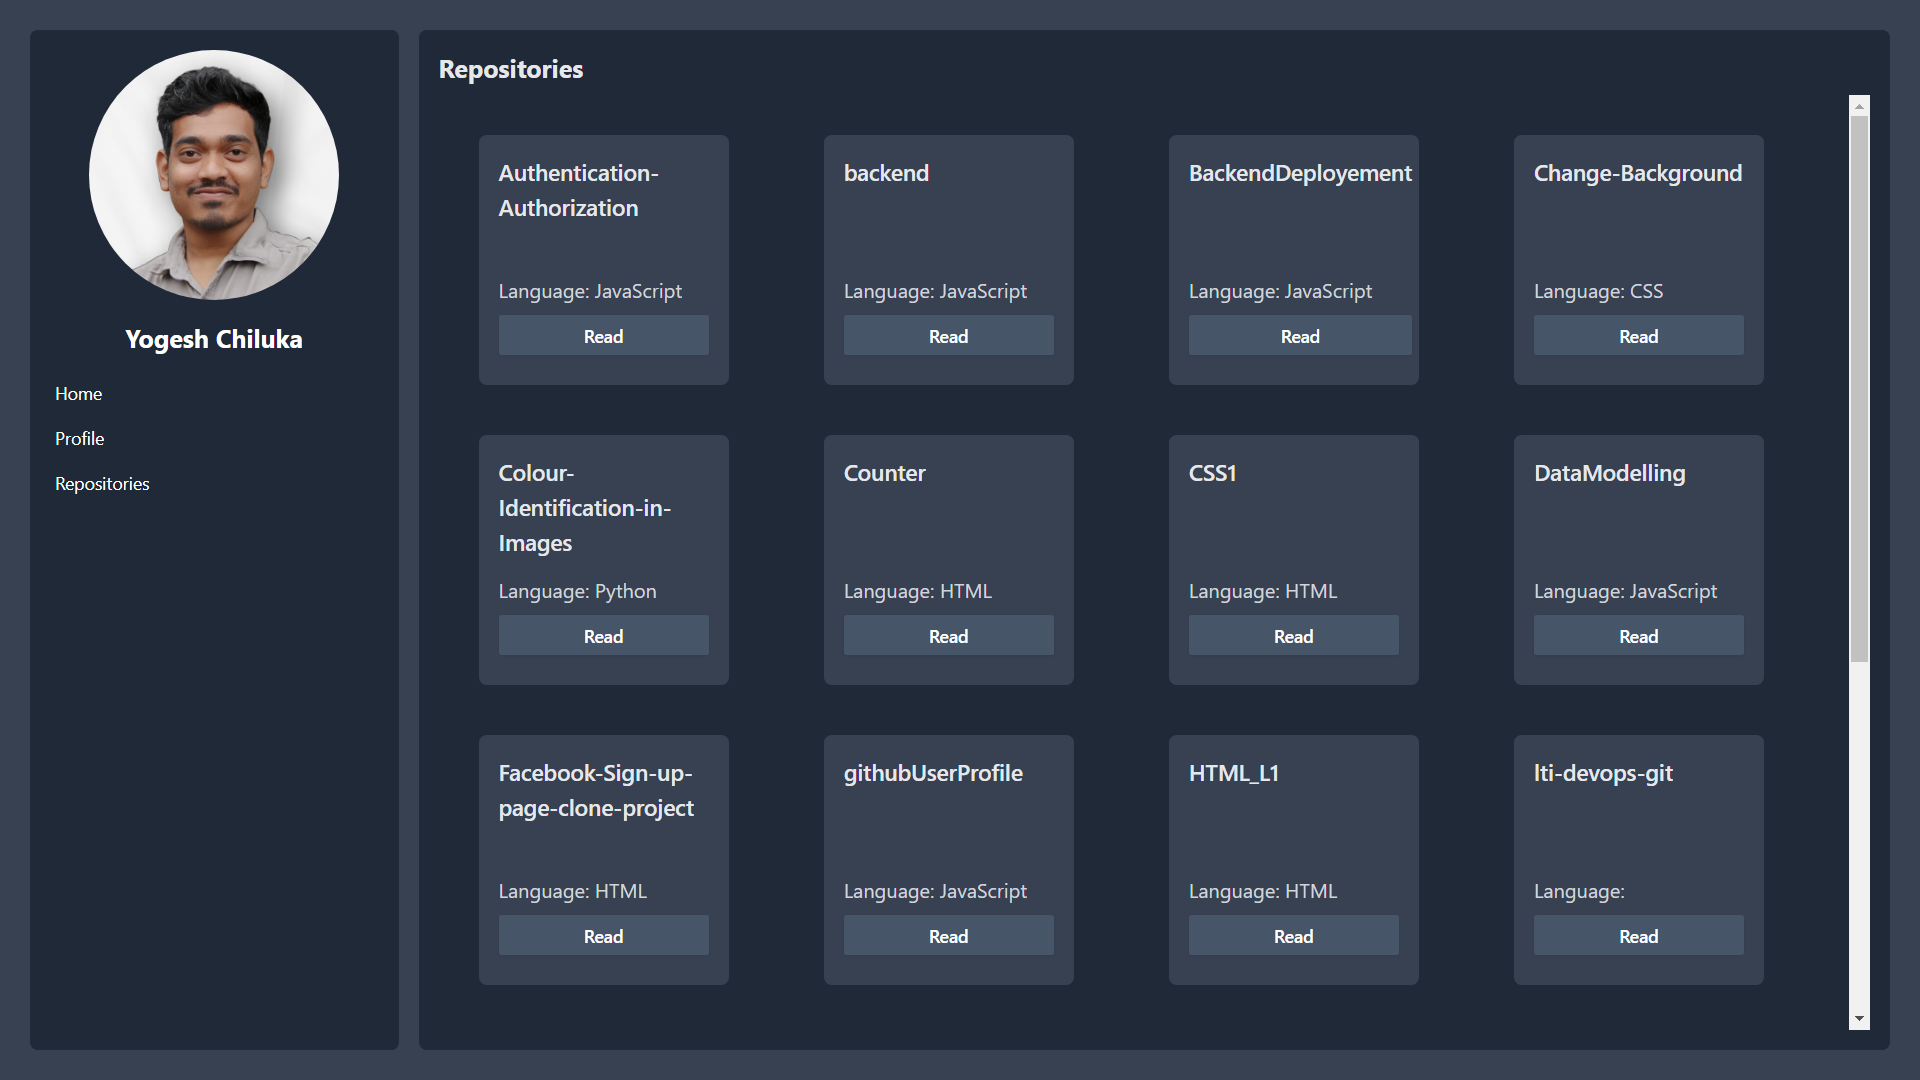 Yogesh Chiluka
Home
Profile
Repositories
Repositories
Authentication-
Authorization
Language: JavaScript
Read
backend
Language: JavaScript
Read
BackendDeployement
Language: JavaScript
Read
Change-Background
Language: CSS
Read
Colour-
Identification-in-
Images
Language: Python
Read
Counter
Language: HTML
Read
CSS1
Language: HTML
Read
DataModelling
Language: JavaScript
Read
Facebook-Sign-up-
page-clone-project
Language: HTML
Read
githubUserProfile
Language: JavaScript
Read
HTML_L1
Language: HTML
Read
lti-devops-git
Language:
Read